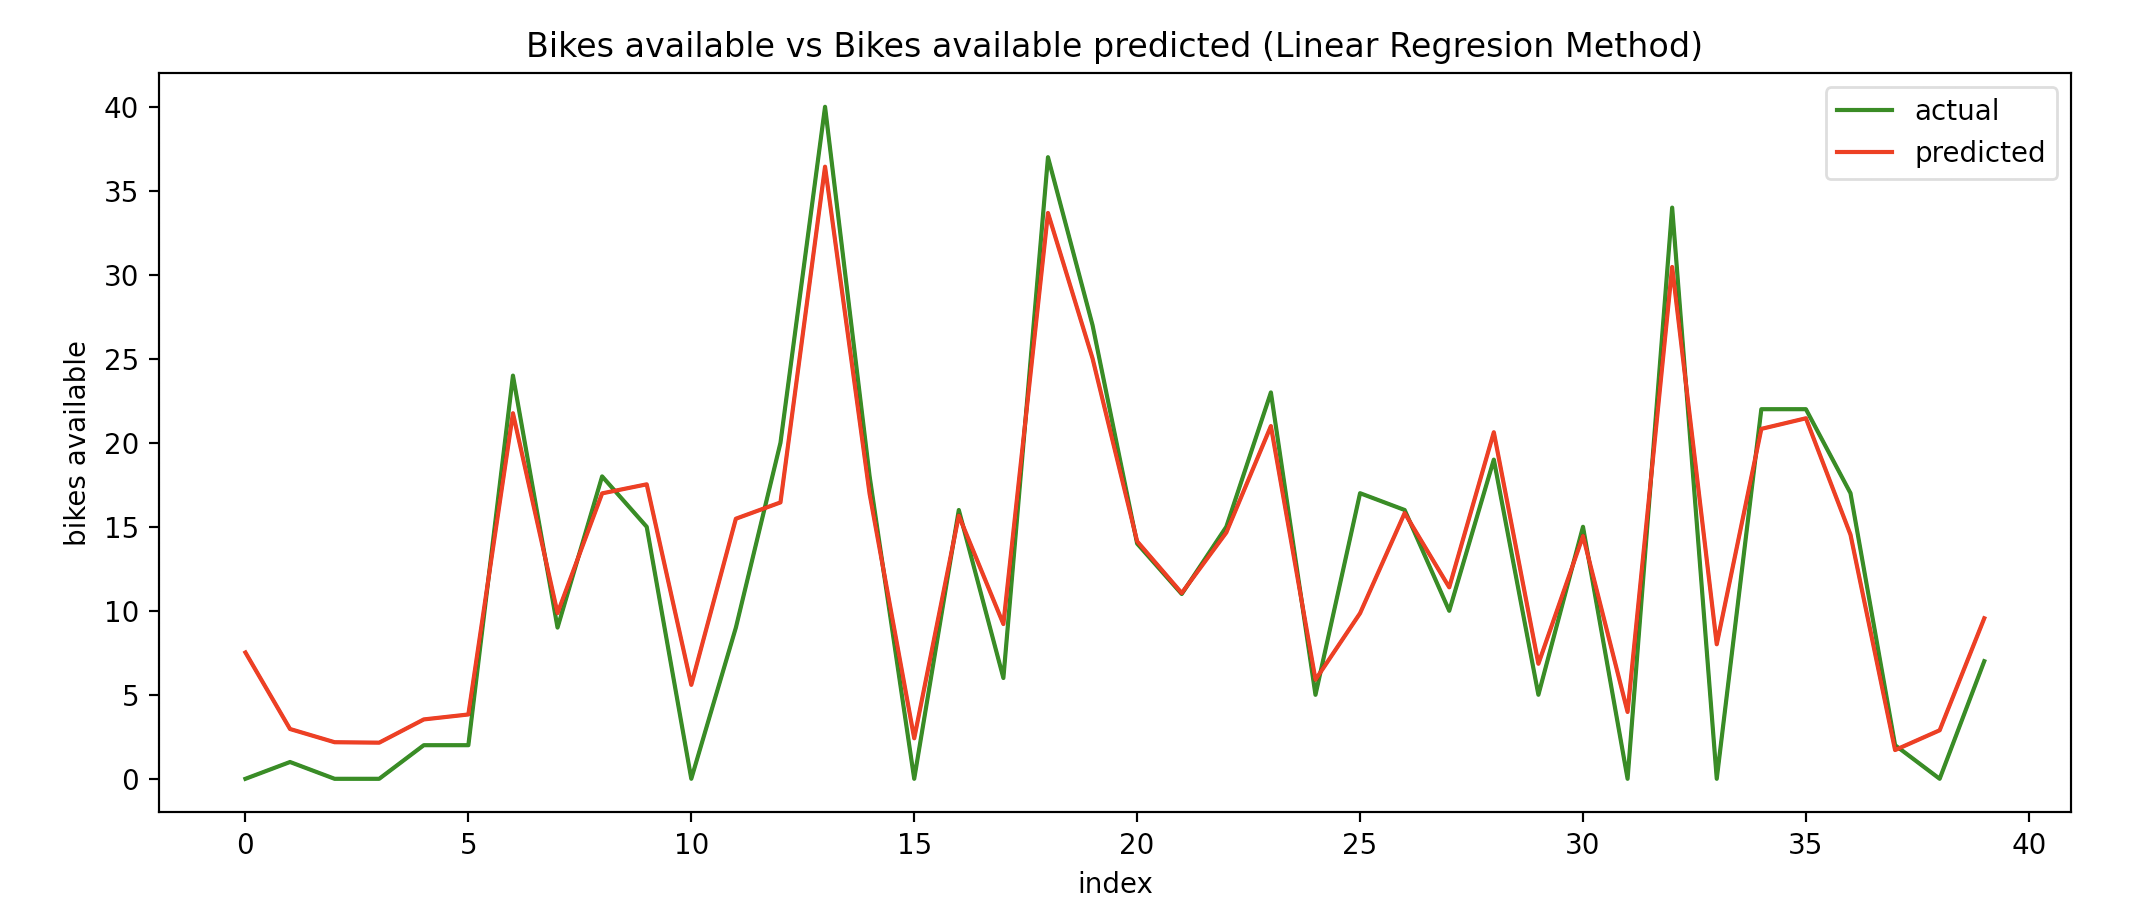 Bikes available vs Bikes available predicted (Linear Regresion Method)
actual
predicted
bikes available
40
35
30
25
20
15
10
5
0
0 5 10 15 20 25 30 35 40
index